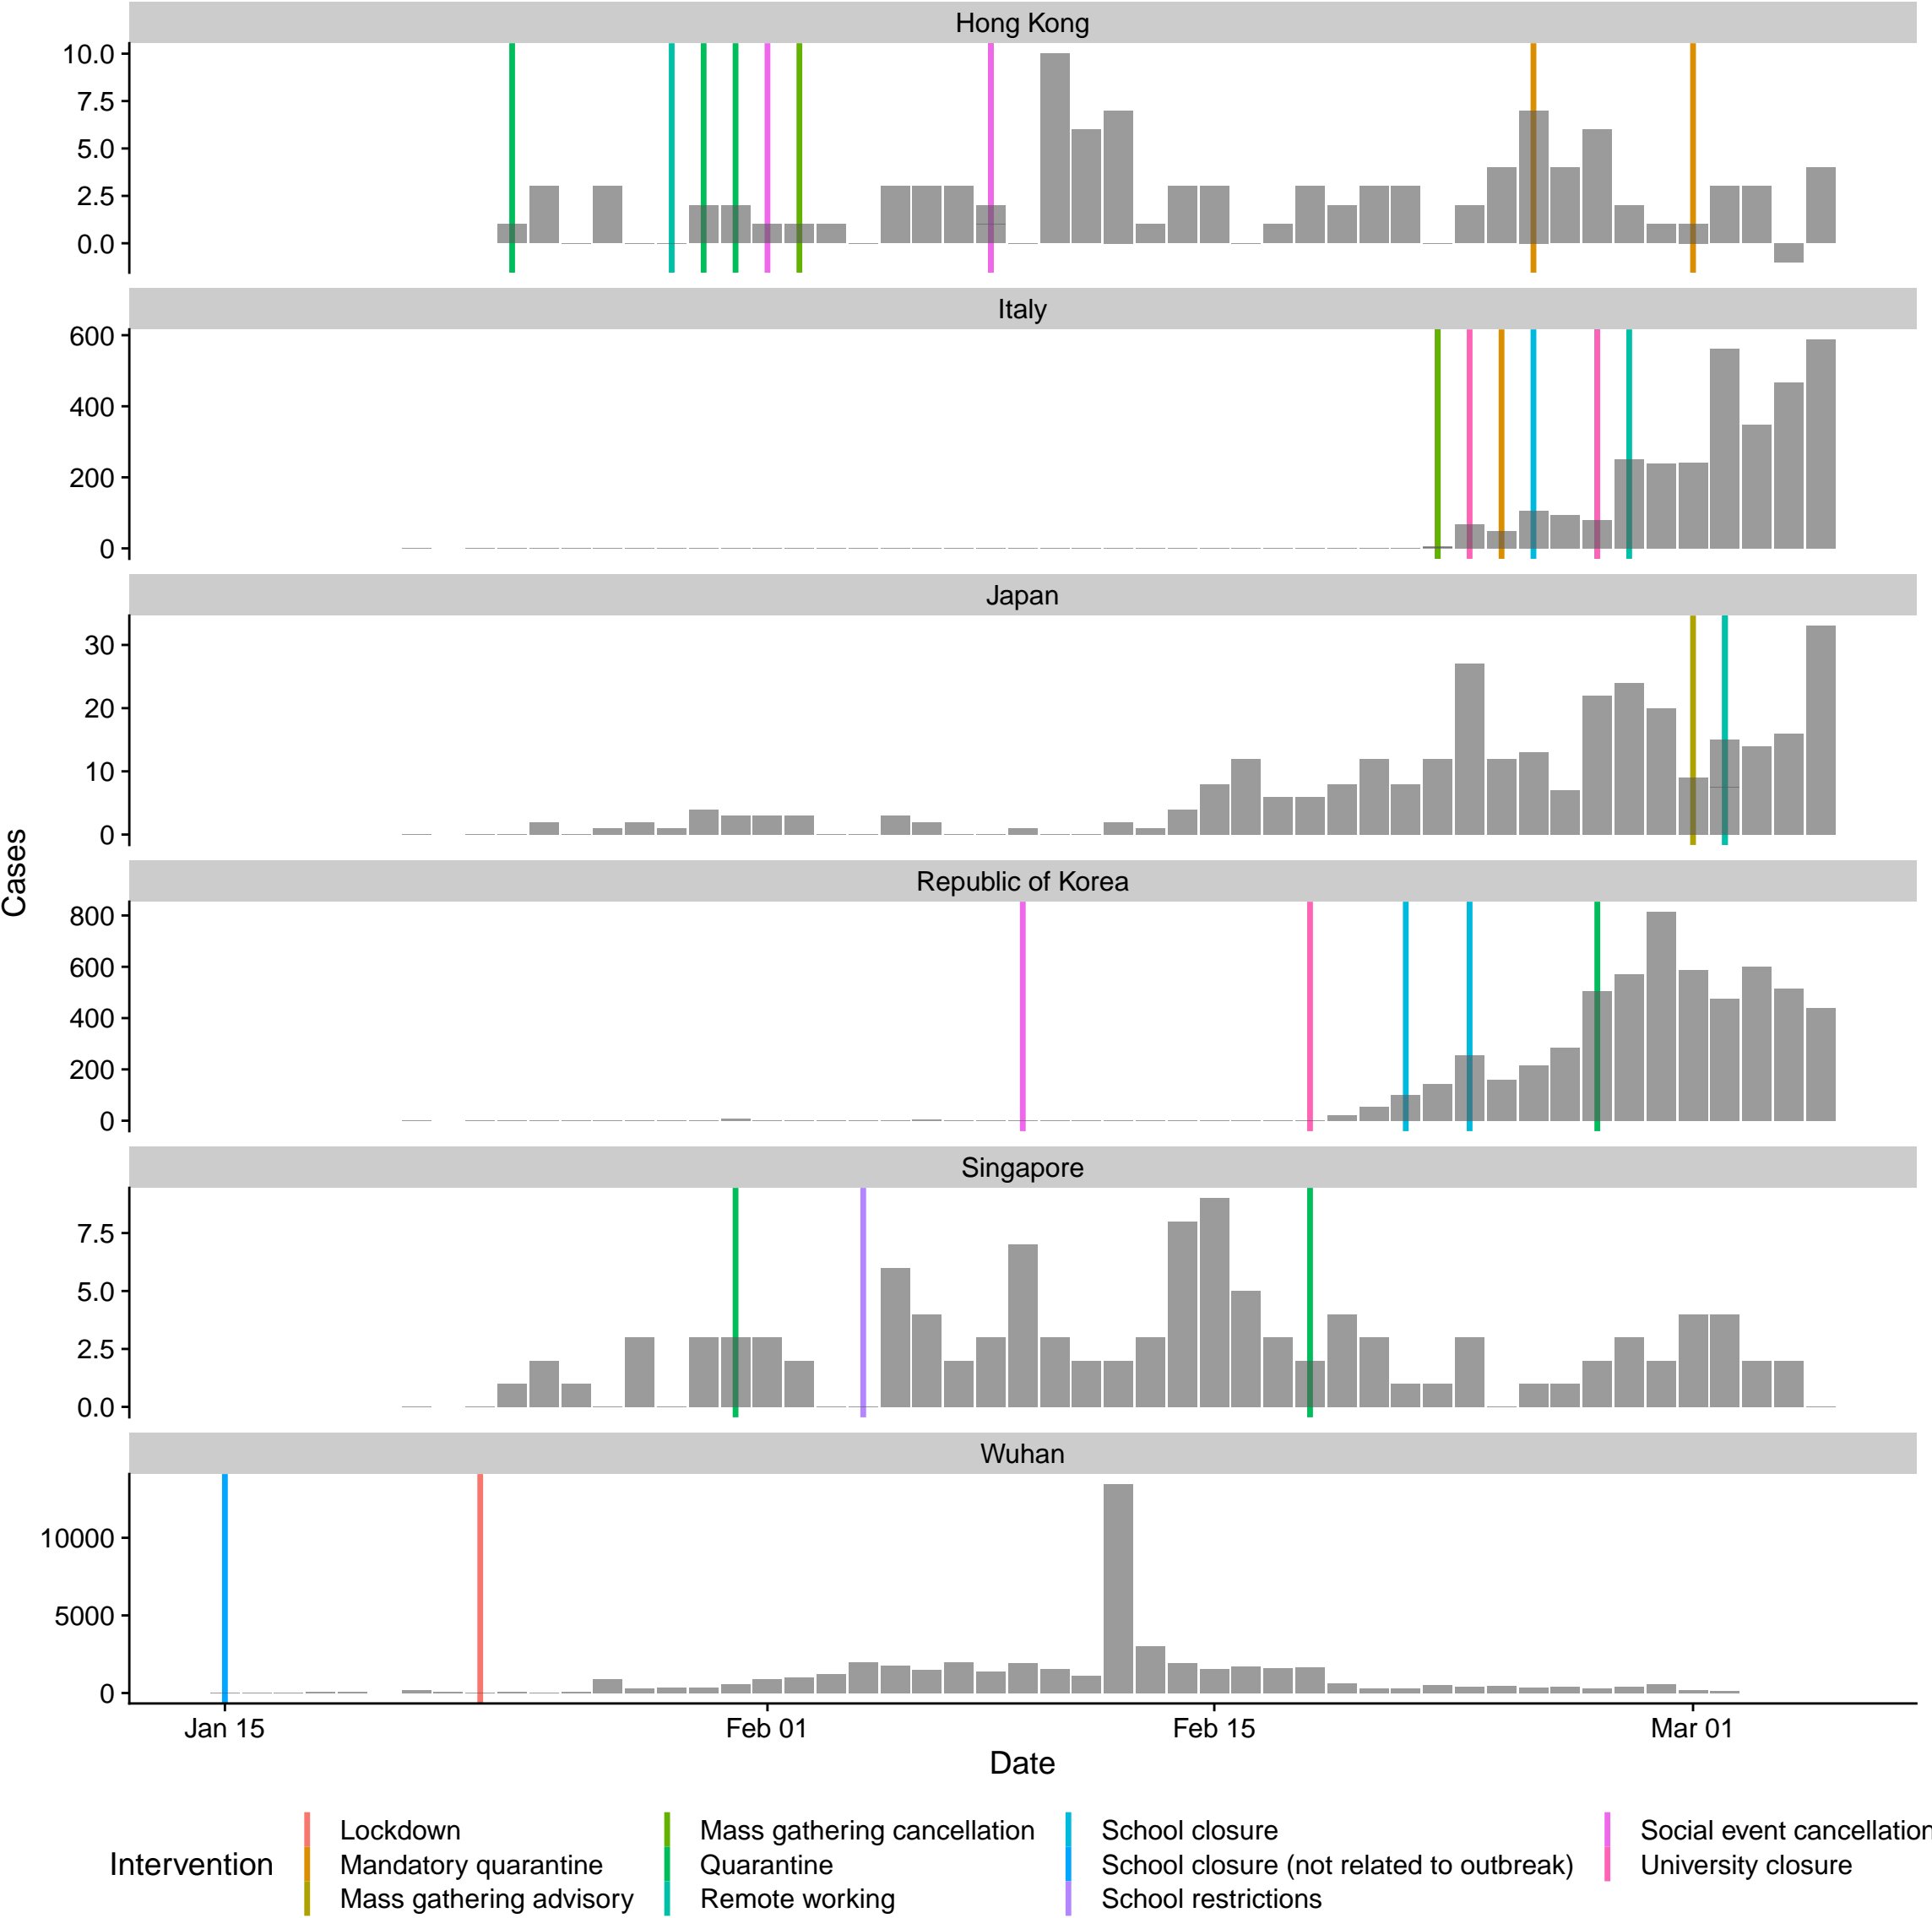 Hong Kong
10.0
7.5
5.0
2.5
0.0
Italy
600
400
200
0
Japan
30
20
10
0
Cases
Republic of Korea
800
600
400
200
0
Singapore
7.5
5.0
2.5
0.0
Wuhan
10000
5000
0
Jan 15 Feb 01 Feb 15 Mar 01
Date
Intervention
Lockdown
Mandatory quarantine
Mass gathering advisory
Mass gathering cancellation
Quarantine
Remote working
School closure
School closure (not related to outbreak)
School restrictions
Social event cancellation
University closure